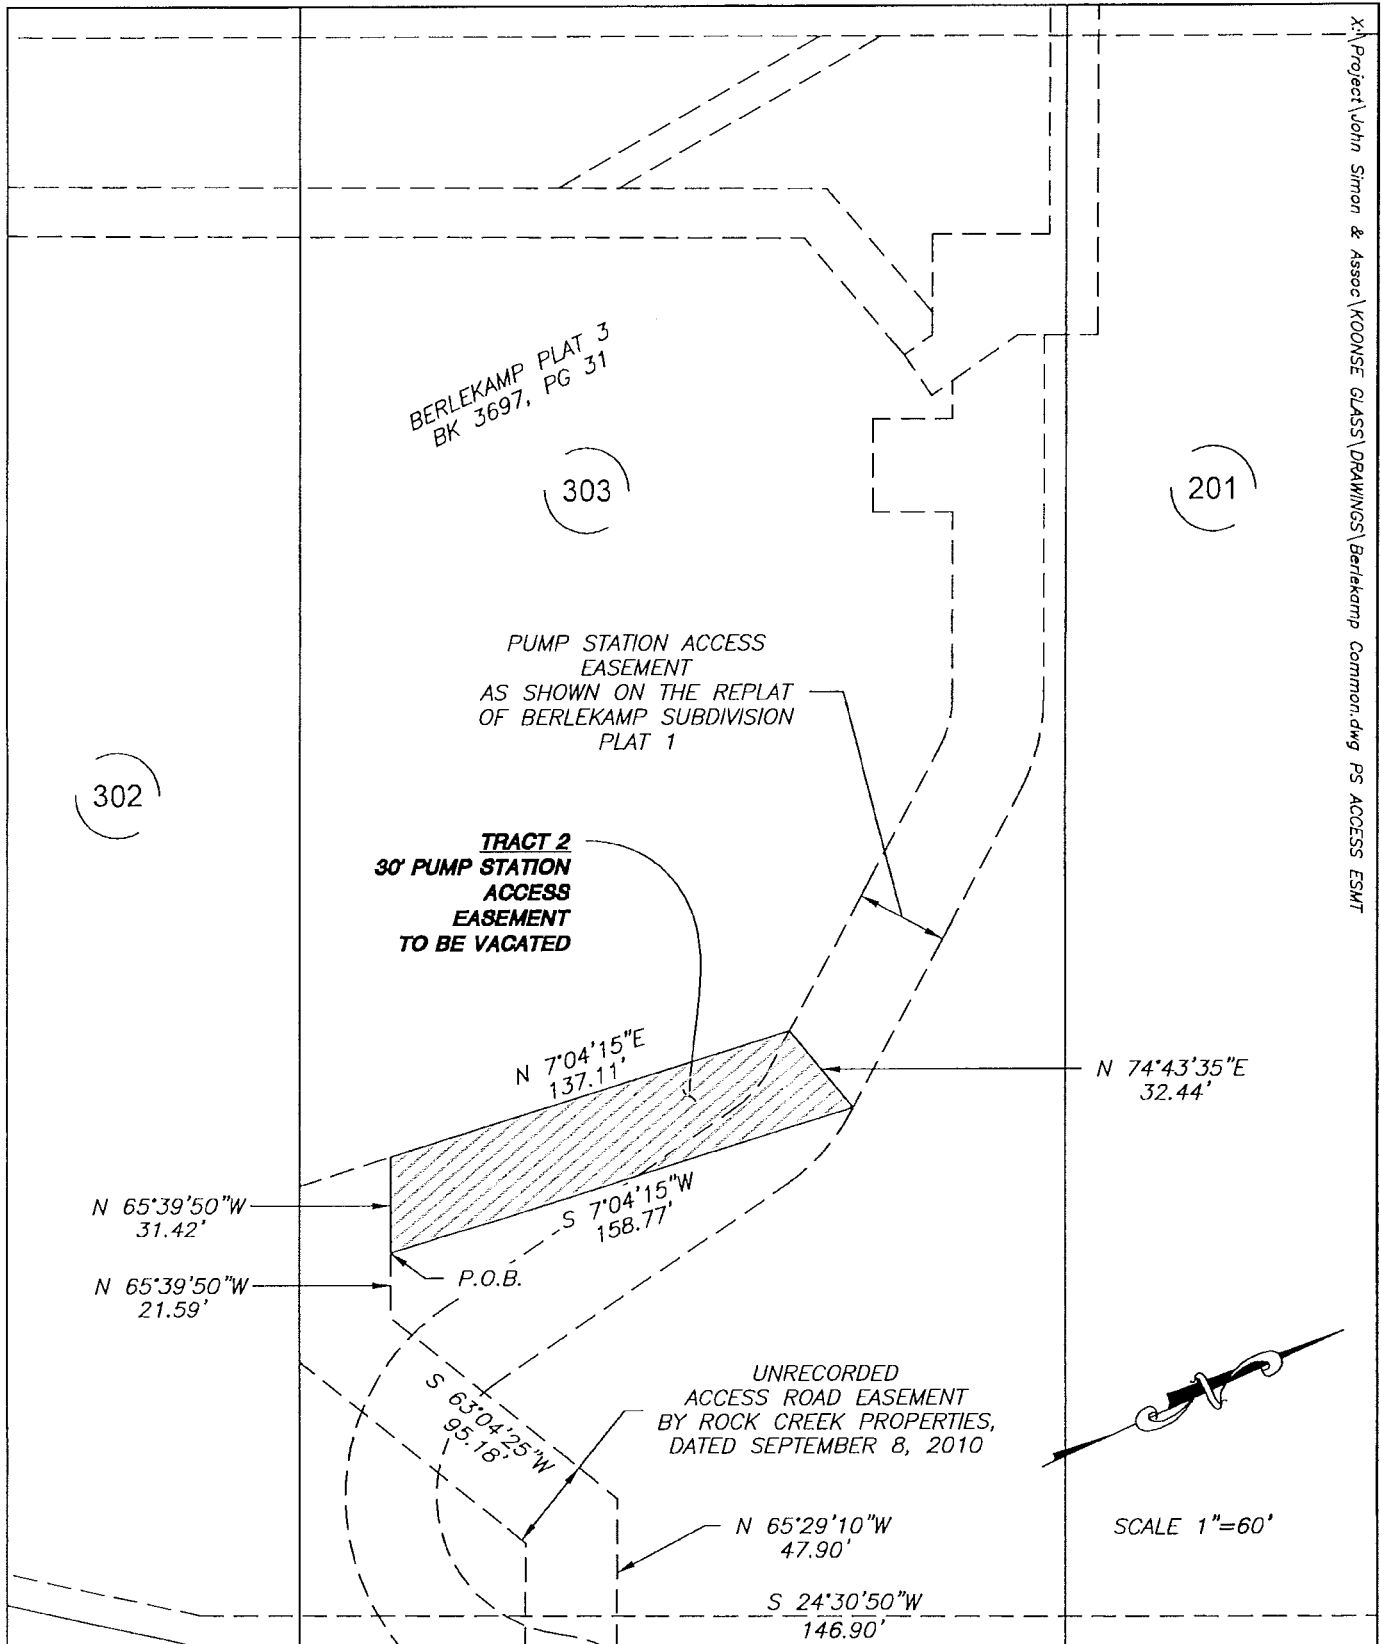 X:\Project\John Simon & Assoc\KOONSE GLASS\DRAWINGS\Berlekamp Common.dwg PS ACCESS ESMT
BERLEKAMP PLAT 3
BK 3697, PG 31
303
201
PUMP STATION ACCESS
EASEMENT
AS SHOWN ON THE REPLAT
OF BERLEKAMP SUBDIVISION
PLAT 1
302
TRACT 2
30' PUMP STATION
ACCESS
EASEMENT
TO BE VACATED
N 7°04'15"E
137.11'
N 74°43'35"E
32.44'
N 65°39'50"W
31.42'
S 7°04'15"W
158.77'
P.O.B.
N 65°39'50"W
21.59'
S 63°04'25"W
95.18'
UNRECORDED
ACCESS ROAD EASEMENT
BY ROCK CREEK PROPERTIES,
DATED SEPTEMBER 8, 2010
N
N 65°29'10"W
47.90'
SCALE 1"=60'
S 24°30'50"W
146.90'